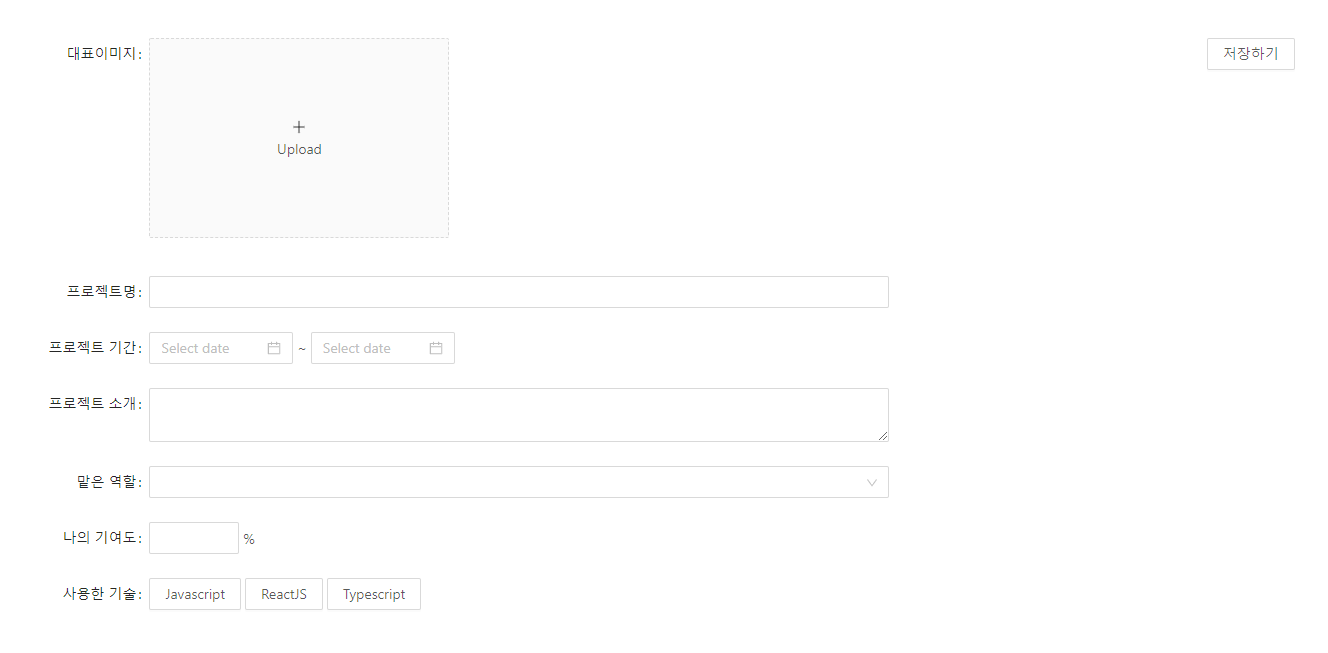 대표이미지:
저장하기
Upload
프로젝트명:
프로젝트 기간: Select date ~ Select date
프로젝트 소개:
맡은 역할:
나의 기여도: %
사용한 기술: Javascript ReactJS Typescript